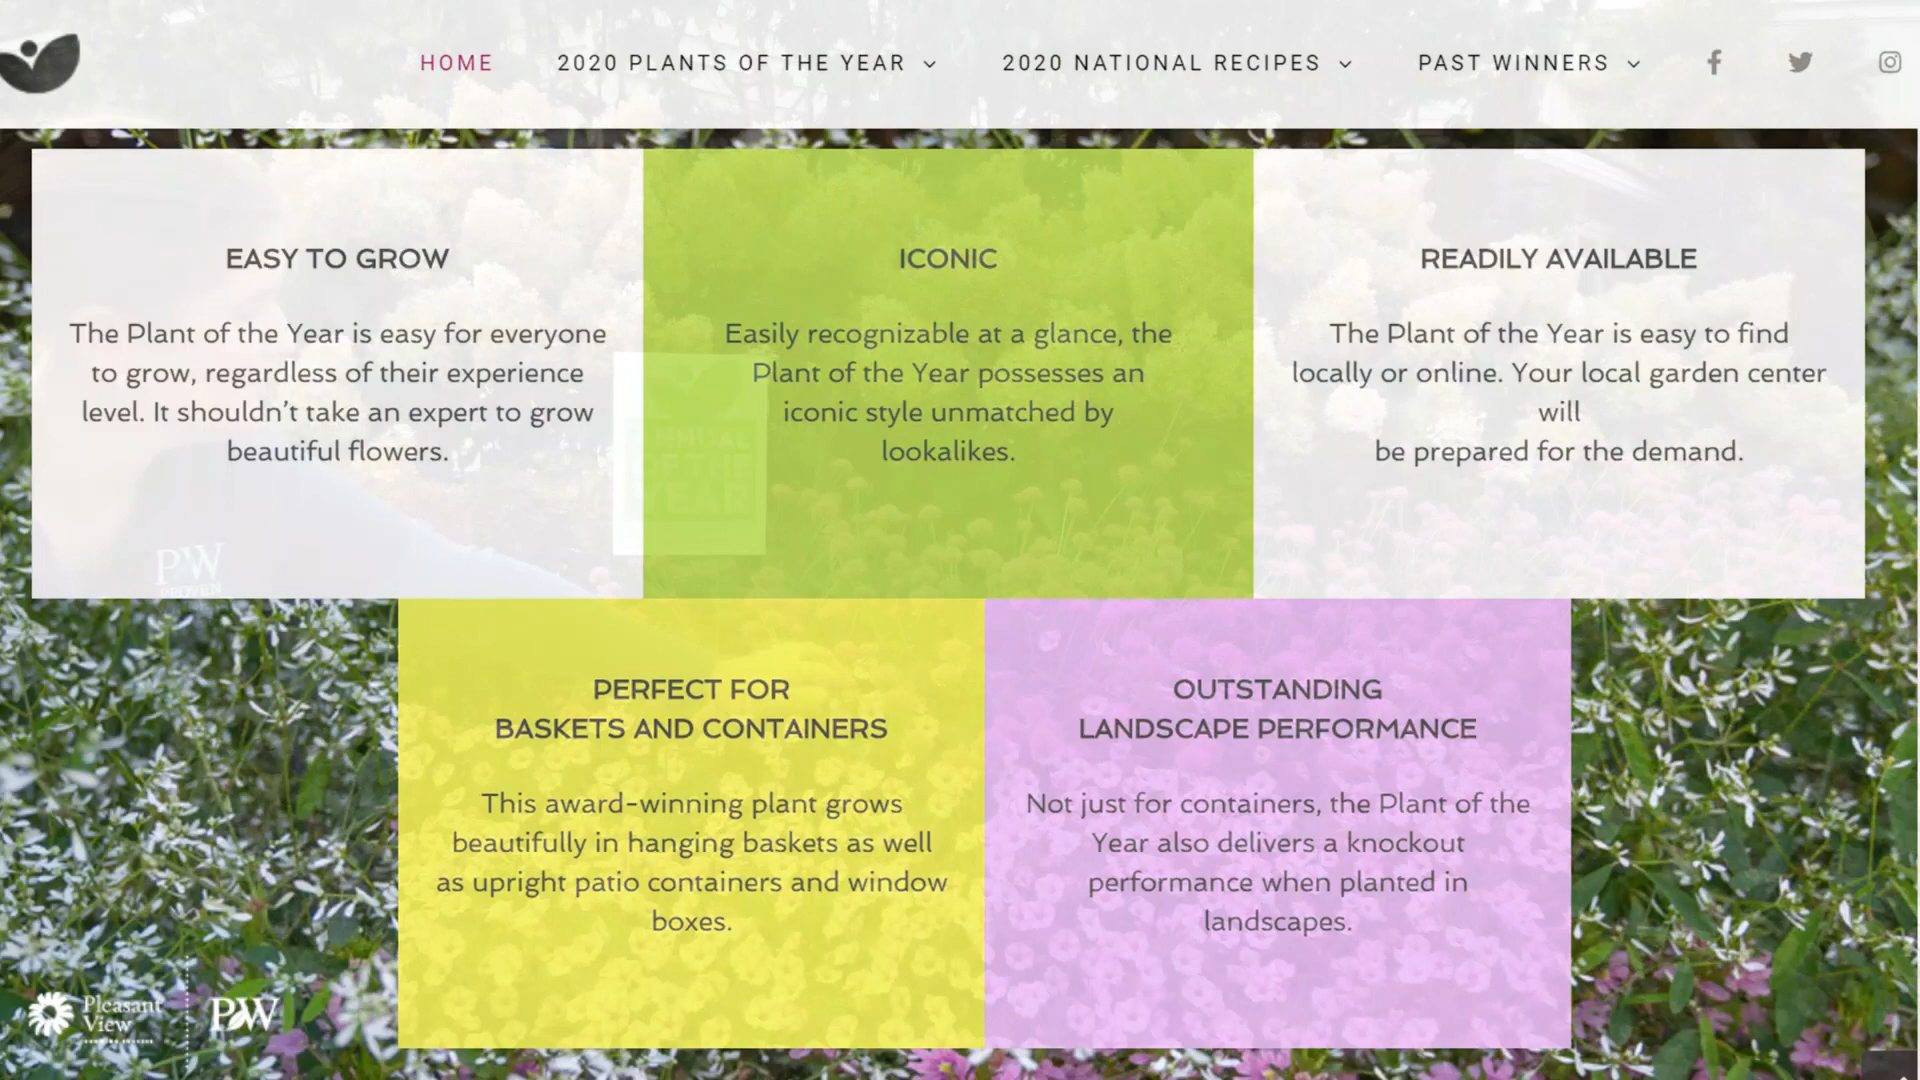 HOME
2020 PLANTS OF THE YEAR
2020 NATIONAL RECIPES
PAST WINNERS
EASY TO GROW
The Plant of the Year is easy for everyone
to grow, regardless of their experience
level. It shouldn’t take an expert to grow
beautiful flowers.
ICONIC
Easily recognizable at a glance, the
Plant of the Year possesses an
iconic style unmatched by
lookalikes.
READILY AVAILABLE
The Plant of the Year is easy to find
locally or online. Your local garden center
will
be prepared for the demand.
PW
PROVEN
YEAR
PERFECT FOR
BASKETS AND CONTAINERS
This award-winning plant grows
beautifully in hanging baskets as well
as upright patio containers and window
boxes.
OUTSTANDING
LANDSCAPE PERFORMANCE
Not just for containers, the Plant of the
Year also delivers a knockout
performance when planted in
landscapes.
Pleasant
View
PW